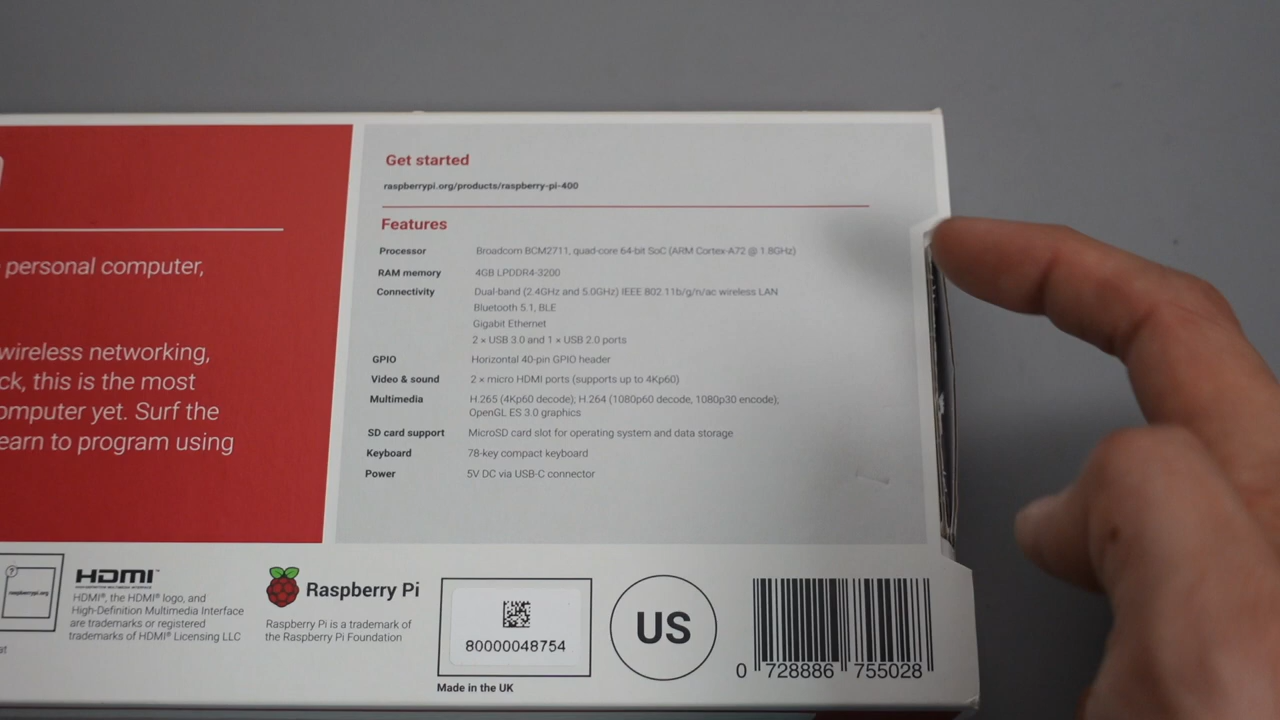 personal computer,
wireless networking,
ck, this is the most
omputer yet. Surf the
earn to program using
Get started
raspberrypi.org/products/raspberry-pi-400
Features
Processor Broadcom BCM2711, quad-core 64-bit SoC (ARM Cortex-A72 @ 1.8GHz)
RAM memory 4GB LPDDR4-3200
Connectivity Dual-band (2.4GHz and 5.0GHz) IEEE 802.11b/g/n/ac wireless LAN
Bluetooth 5.1, BLE
Gigabit Ethernet
2 × USB 3.0 and 1 × USB 2.0 ports
GPIO Horizontal 40-pin GPIO header
Video & sound 2 × micro HDMI ports (supports up to 4Kp60)
Multimedia H.265 (4Kp60 decode); H.264 (1080p60 decode, 1080p30 encode);
OpenGL ES 3.0 graphics
SD card support MicroSD card slot for operating system and data storage
Keyboard 78-key compact keyboard
Power 5V DC via USB-C connector
?
raspberrypi.org
HDMI™
HIGH-DEFINITION MULTIMEDIA INTERFACE
HDMI®, the HDMI® logo, and
High-Definition Multimedia Interface
are trademarks or registered
trademarks of HDMI® Licensing LLC
Raspberry Pi
Raspberry Pi is a trademark of
the Raspberry Pi Foundation
80000048754
Made in the UK
US
0 728886 755028